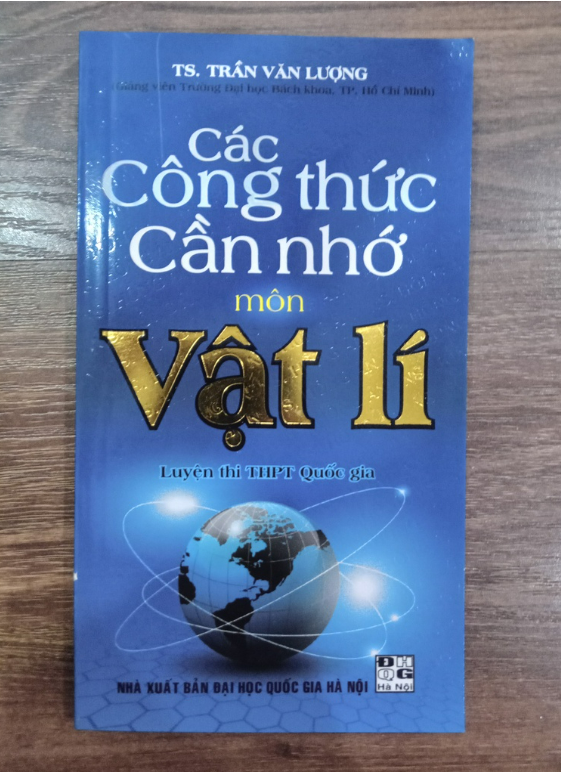 TS. TRẦN VĂN LƯỢNG
(Giảng viên Trường Đại học Bách khoa, TP. Hồ Chí Minh)
Các
Công thức
Cần nhớ
môn
Vật lí
Luyện thi THPT Quốc gia
NHÀ XUẤT BẢN ĐẠI HỌC QUỐC GIA HÀ NỘI
ĐH
QG
Hà Nội